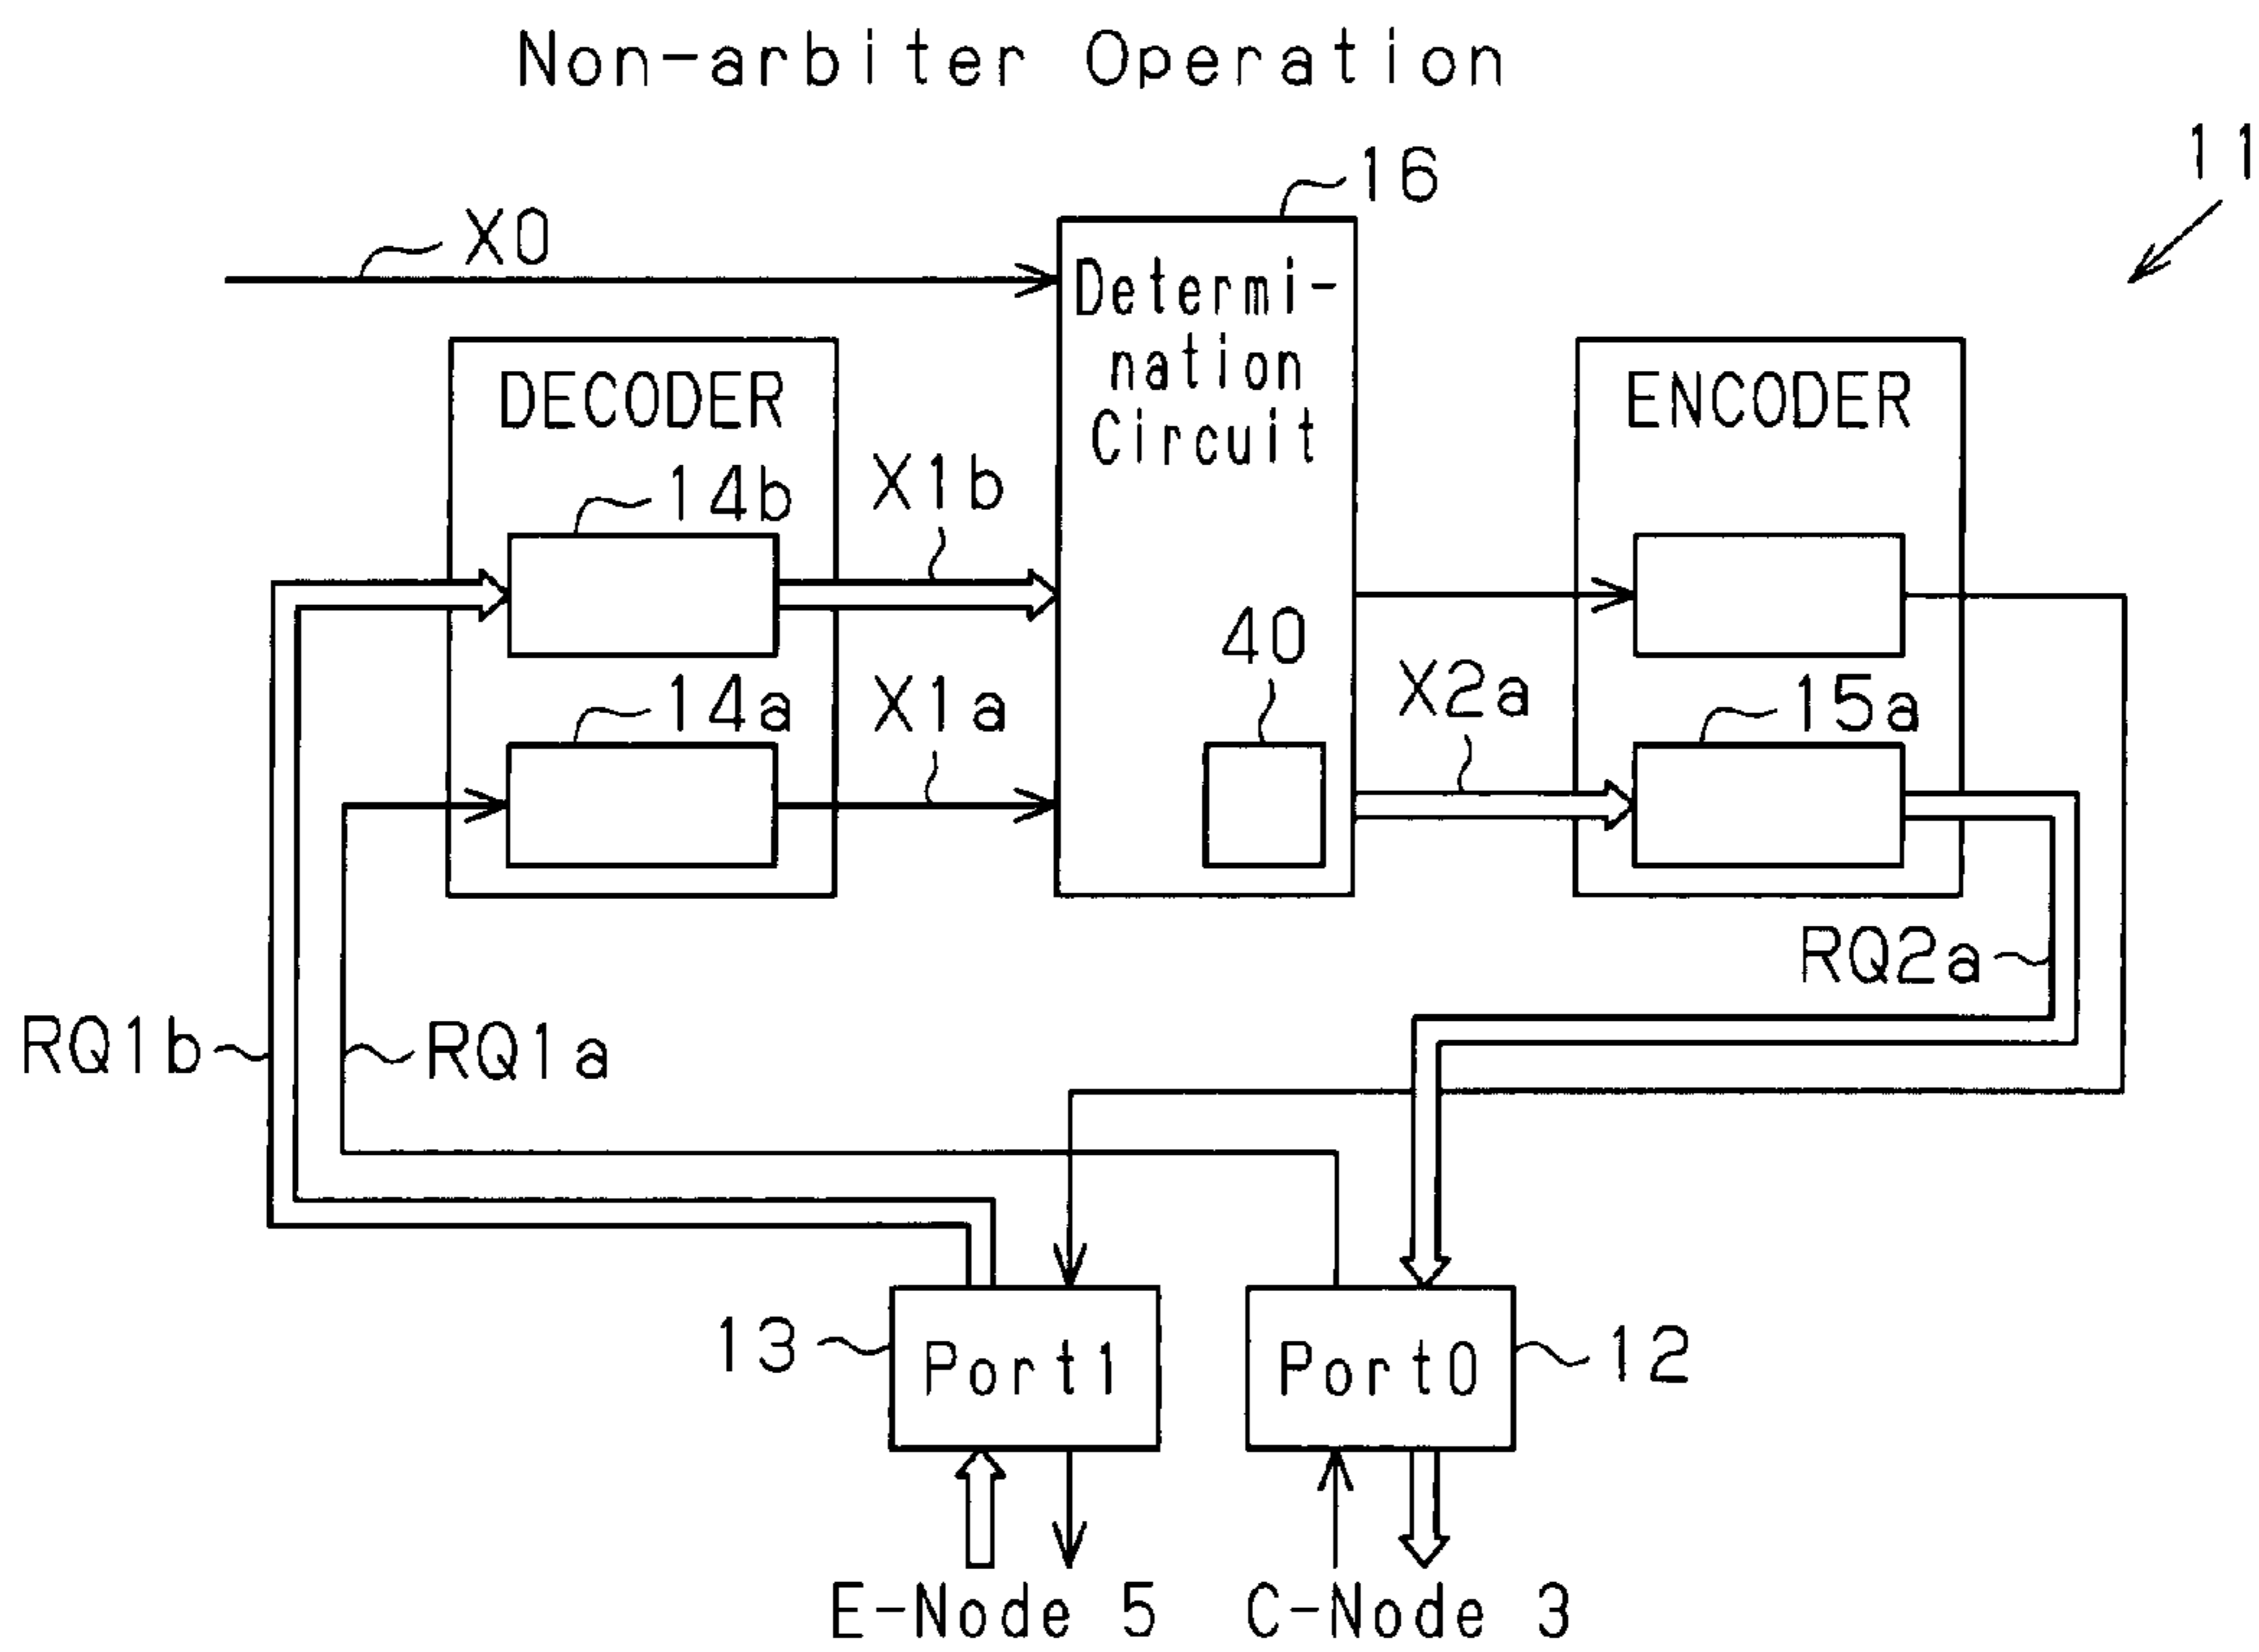 Non-arbiter Operation
11
16
X0
Determi-
nation
Circuit
DECODER
ENCODER
14b
X1b
40
14a
X1a
X2a
15a
RQ2a
RQ1b
RQ1a
13
Port1
Port0
12
E-Node 5
C-Node 3